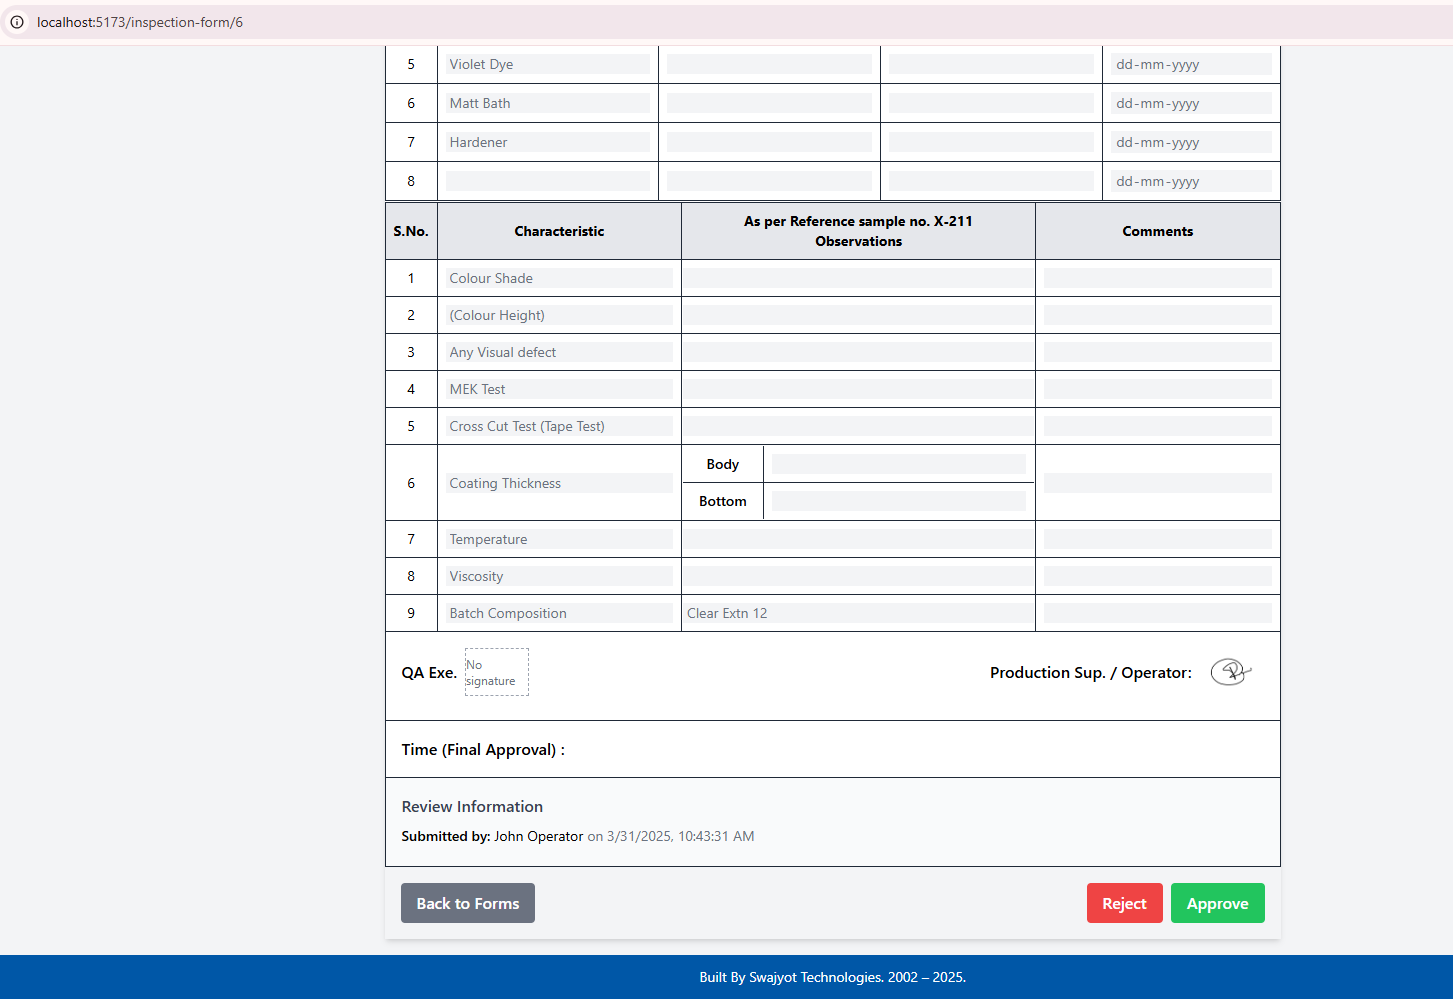 localhost:5173/inspection-form/6
5 Violet Dye dd-mm-yyyy
6 Matt Bath dd-mm-yyyy
7 Hardener dd-mm-yyyy
8 dd-mm-yyyy
S.No. Characteristic As per Reference sample no. X-211 Observations Comments
1 Colour Shade
2 (Colour Height)
3 Any Visual defect
4 MEK Test
5 Cross Cut Test (Tape Test)
6 Coating Thickness Body
Bottom
7 Temperature
8 Viscosity
9 Batch Composition Clear Extn 12
QA Exe. No signature Production Sup. / Operator:
Time (Final Approval) :
Review Information
Submitted by: John Operator on 3/31/2025, 10:43:31 AM
Back to Forms Reject Approve
Built By Swajyot Technologies. 2002 – 2025.